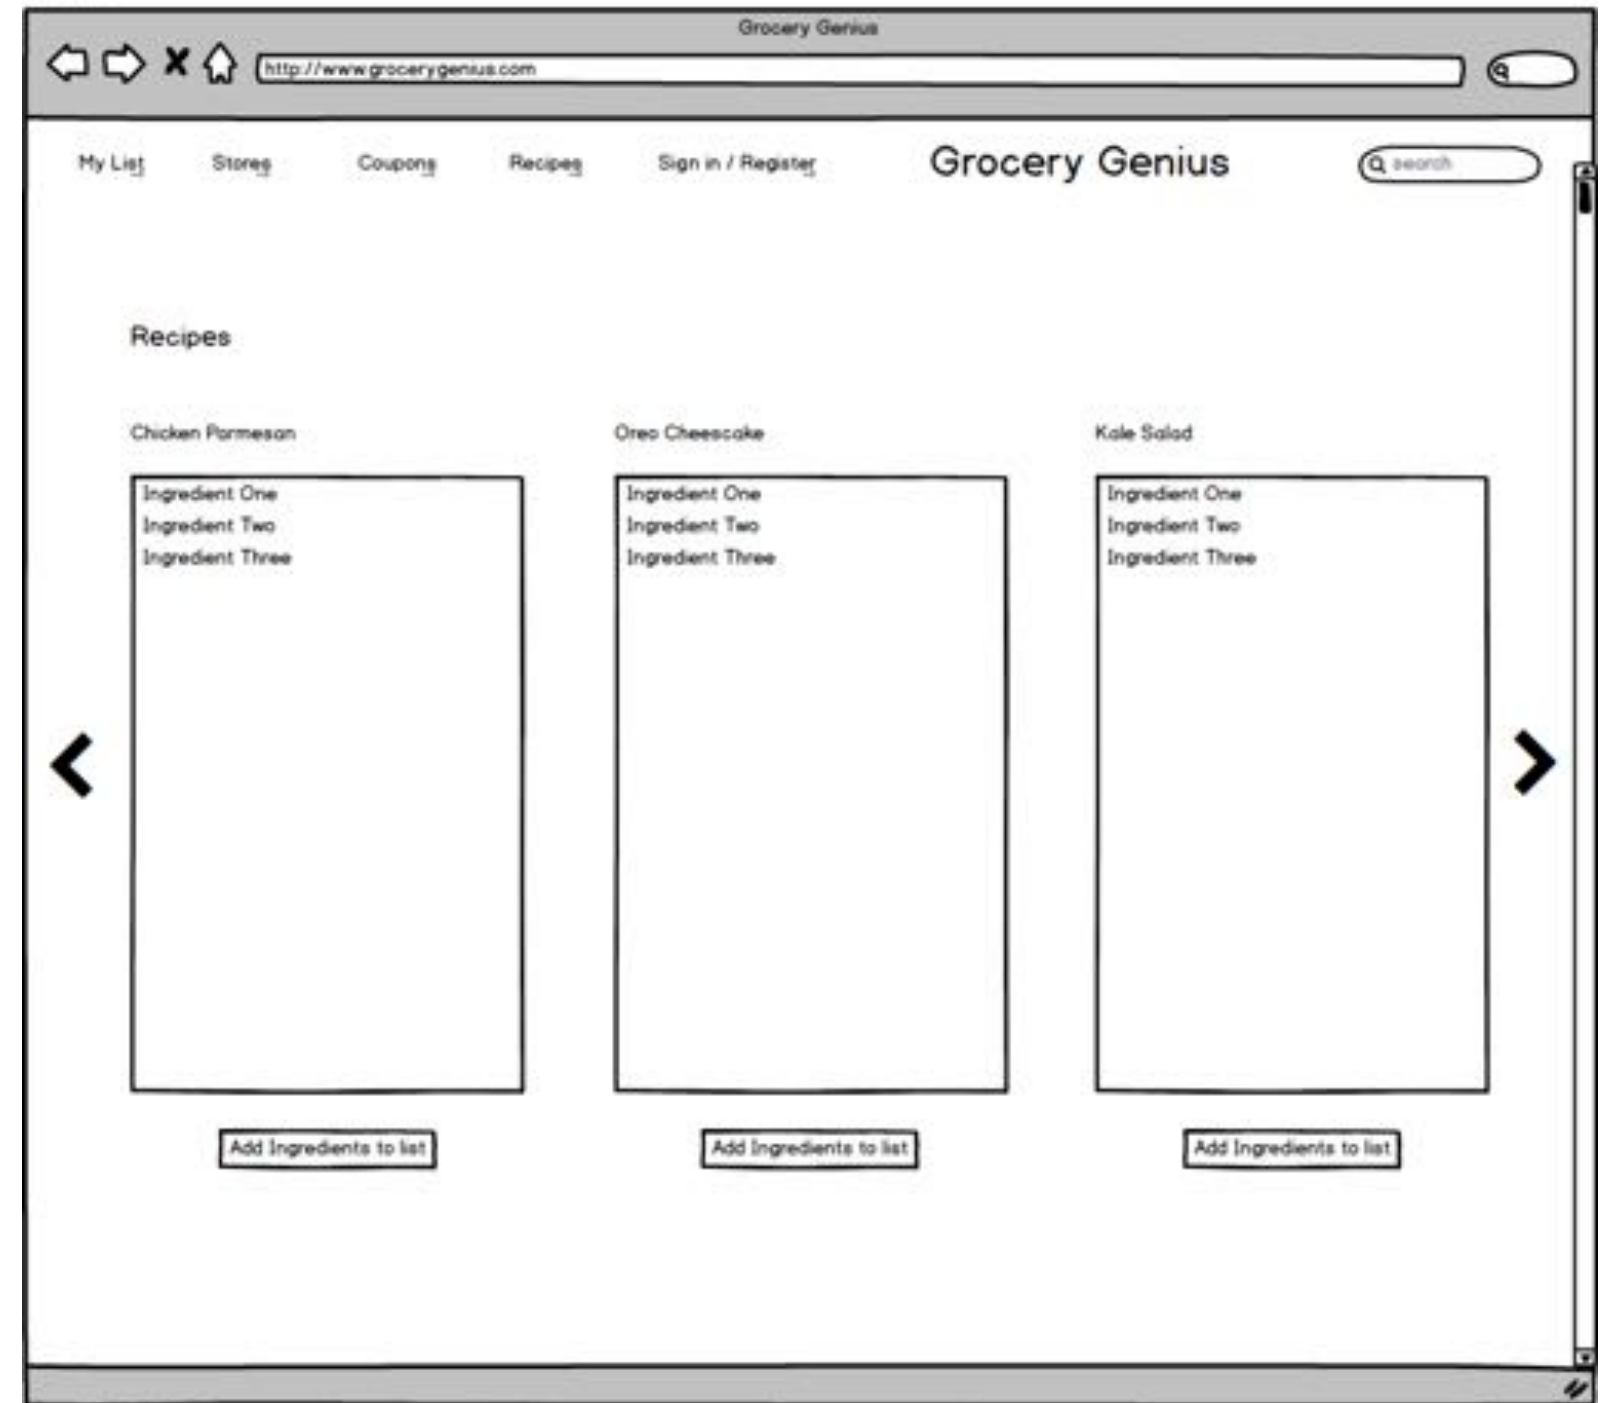 Grocery Genius
http://www.grocerygenius.com
My List Stores Coupons Recipes Sign in / Register Grocery Genius search
Recipes
Chicken Parmesan Oreo Cheescake Kale Salad
Ingredient One Ingredient One Ingredient One
Ingredient Two Ingredient Two Ingredient Two
Ingredient Three Ingredient Three Ingredient Three
Add Ingredients to list Add Ingredients to list Add Ingredients to list